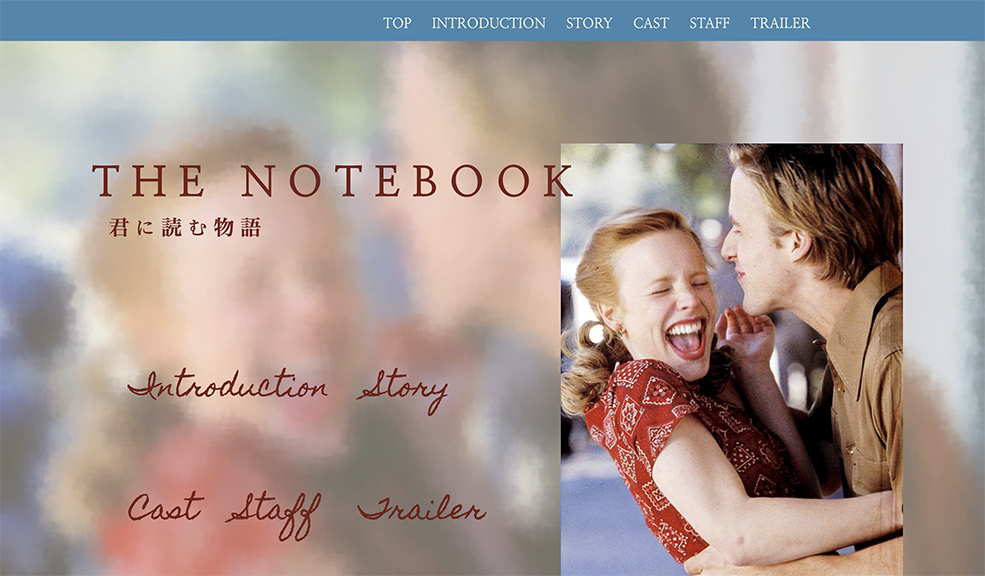 TOP INTRODUCTION STORY CAST STAFF TRAILER
THE NOTEBOOK
君に読む物語
Introduction Story
Cast Staff Trailer